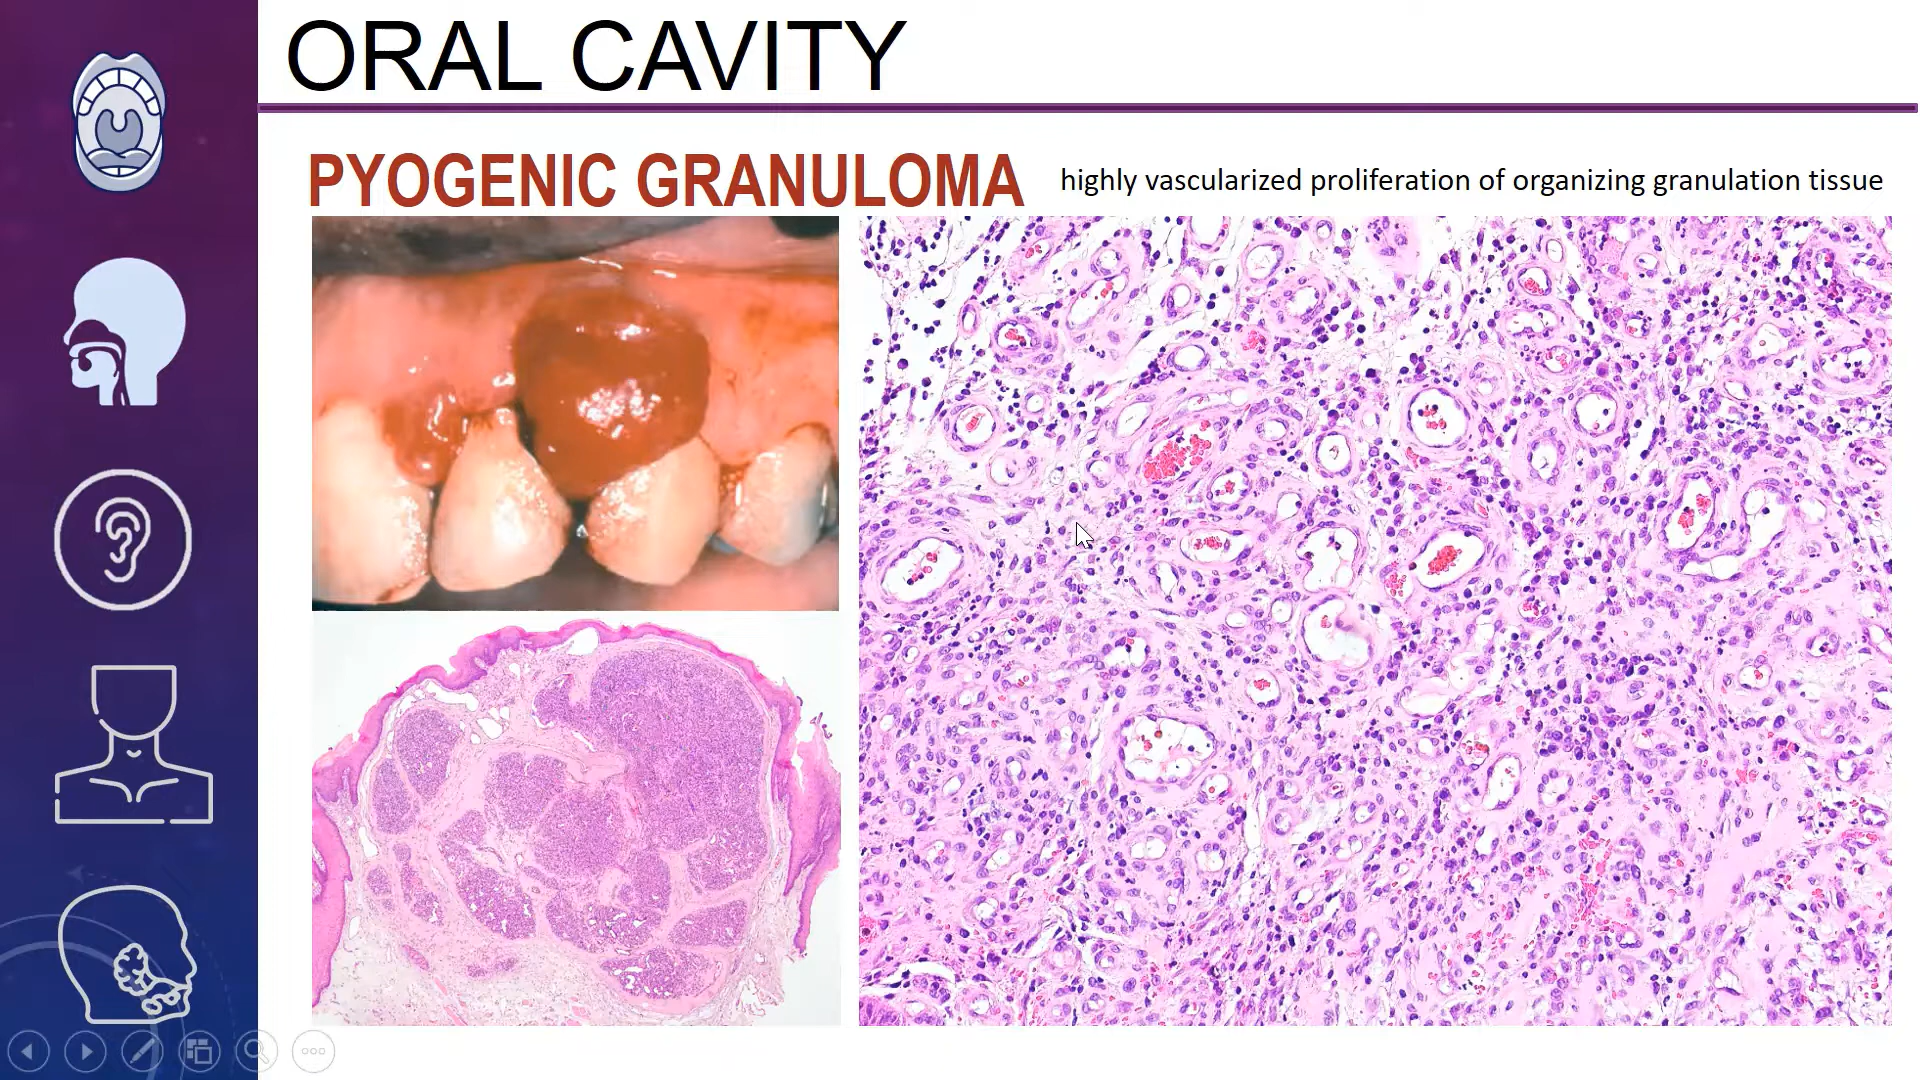 ORAL CAVITY
PYOGENIC GRANULOMA
highly vascularized proliferation of organizing granulation tissue